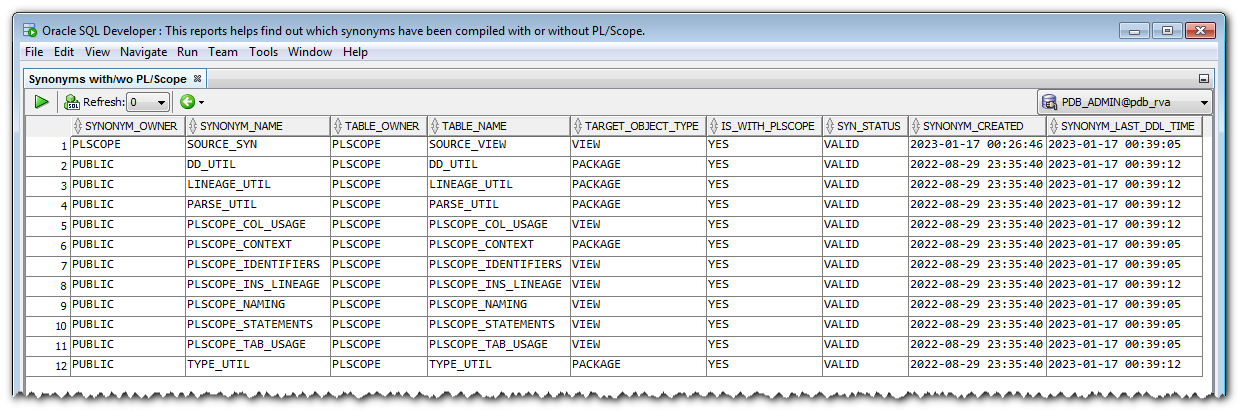 Oracle SQL Developer : This reports helps find out which synonyms have been compiled with or without PL/Scope.
File Edit View Navigate Run Team Tools Window Help
Synonyms with/wo PL/Scope
SQL Refresh: 0 PDB_ADMIN@pdb_rva
SYNONYM_OWNER SYNONYM_NAME TABLE_OWNER TABLE_NAME TARGET_OBJECT_TYPE IS_WITH_PLSCOPE SYN_STATUS SYNONYM_CREATED SYNONYM_LAST_DDL_TIME
1 PLSCOPE SOURCE_SYN PLSCOPE SOURCE_VIEW VIEW YES VALID 2023-01-17 00:26:46 2023-01-17 00:39:05
2 PUBLIC DD_UTIL PLSCOPE DD_UTIL PACKAGE YES VALID 2022-08-29 23:35:40 2023-01-17 00:39:12
3 PUBLIC LINEAGE_UTIL PLSCOPE LINEAGE_UTIL PACKAGE YES VALID 2022-08-29 23:35:40 2023-01-17 00:39:12
4 PUBLIC PARSE_UTIL PLSCOPE PARSE_UTIL PACKAGE YES VALID 2022-08-29 23:35:40 2023-01-17 00:39:12
5 PUBLIC PLSCOPE_COL_USAGE PLSCOPE PLSCOPE_COL_USAGE VIEW YES VALID 2022-08-29 23:35:40 2023-01-17 00:39:12
6 PUBLIC PLSCOPE_CONTEXT PLSCOPE PLSCOPE_CONTEXT PACKAGE YES VALID 2022-08-29 23:35:40 2023-01-17 00:39:05
7 PUBLIC PLSCOPE_IDENTIFIERS PLSCOPE PLSCOPE_IDENTIFIERS VIEW YES VALID 2022-08-29 23:35:40 2023-01-17 00:39:05
8 PUBLIC PLSCOPE_INS_LINEAGE PLSCOPE PLSCOPE_INS_LINEAGE VIEW YES VALID 2022-08-29 23:35:40 2023-01-17 00:39:12
9 PUBLIC PLSCOPE_NAMING PLSCOPE PLSCOPE_NAMING VIEW YES VALID 2022-08-29 23:35:40 2023-01-17 00:39:05
10 PUBLIC PLSCOPE_STATEMENTS PLSCOPE PLSCOPE_STATEMENTS VIEW YES VALID 2022-08-29 23:35:40 2023-01-17 00:39:05
11 PUBLIC PLSCOPE_TAB_USAGE PLSCOPE PLSCOPE_TAB_USAGE VIEW YES VALID 2022-08-29 23:35:40 2023-01-17 00:39:05
12 PUBLIC TYPE_UTIL PLSCOPE TYPE_UTIL PACKAGE YES VALID 2022-08-29 23:35:40 2023-01-17 00:39:12